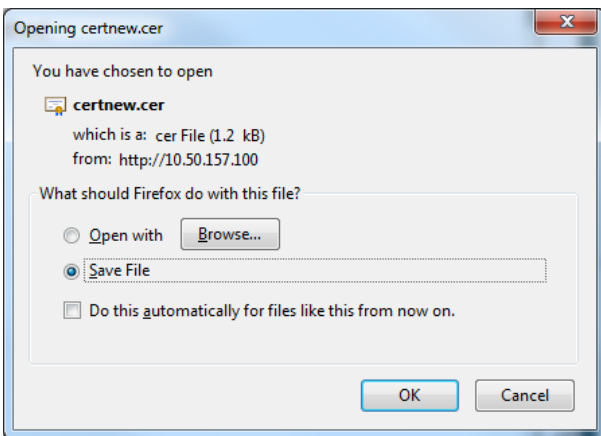 Opening certnew.cer
You have chosen to open
certnew.cer
which is a: cer File (1.2 kB)
from: http://10.50.157.100
What should Firefox do with this file?
Open with Browse...
Save File
Do this automatically for files like this from now on.
OK Cancel